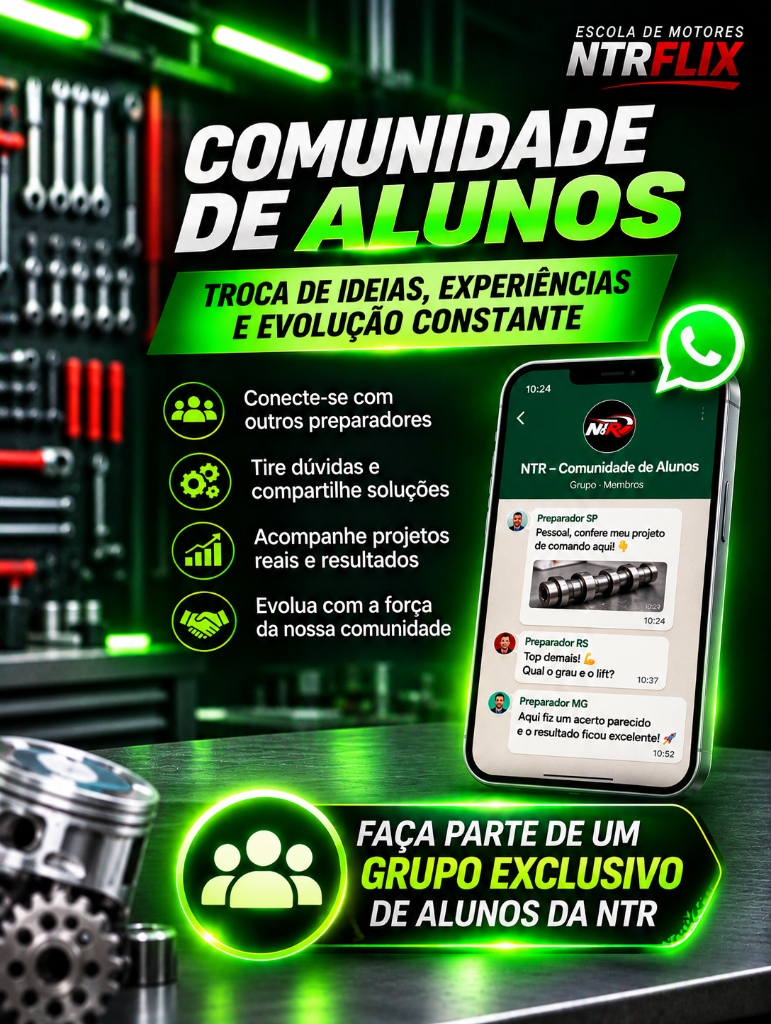 ESCOLA DE MOTORES
NTRFLIX
COMUNIDADE
DE ALUNOS
TROCA DE IDEIAS, EXPERIÊNCIAS
E EVOLUÇÃO CONSTANTE
Conecte-se com
outros preparadores
Tire dúvidas e
compartilhe soluções
Acompanhe projetos
reais e resultados
Evolua com a força
da nossa comunidade
10:24
NTR
NTR – Comunidade de Alunos
Grupo · Membros
Preparador SP
Pessoal, confere meu projeto
de comando aqui! 👇
10:23
10:24
Preparador RS
Top demais! 💪
Qual o grau e o lift?
10:37
Preparador MG
Aqui fiz um acerto parecido
e o resultado ficou excelente! 🚀
10:52
FAÇA PARTE DE UM
GRUPO EXCLUSIVO
DE ALUNOS DA NTR